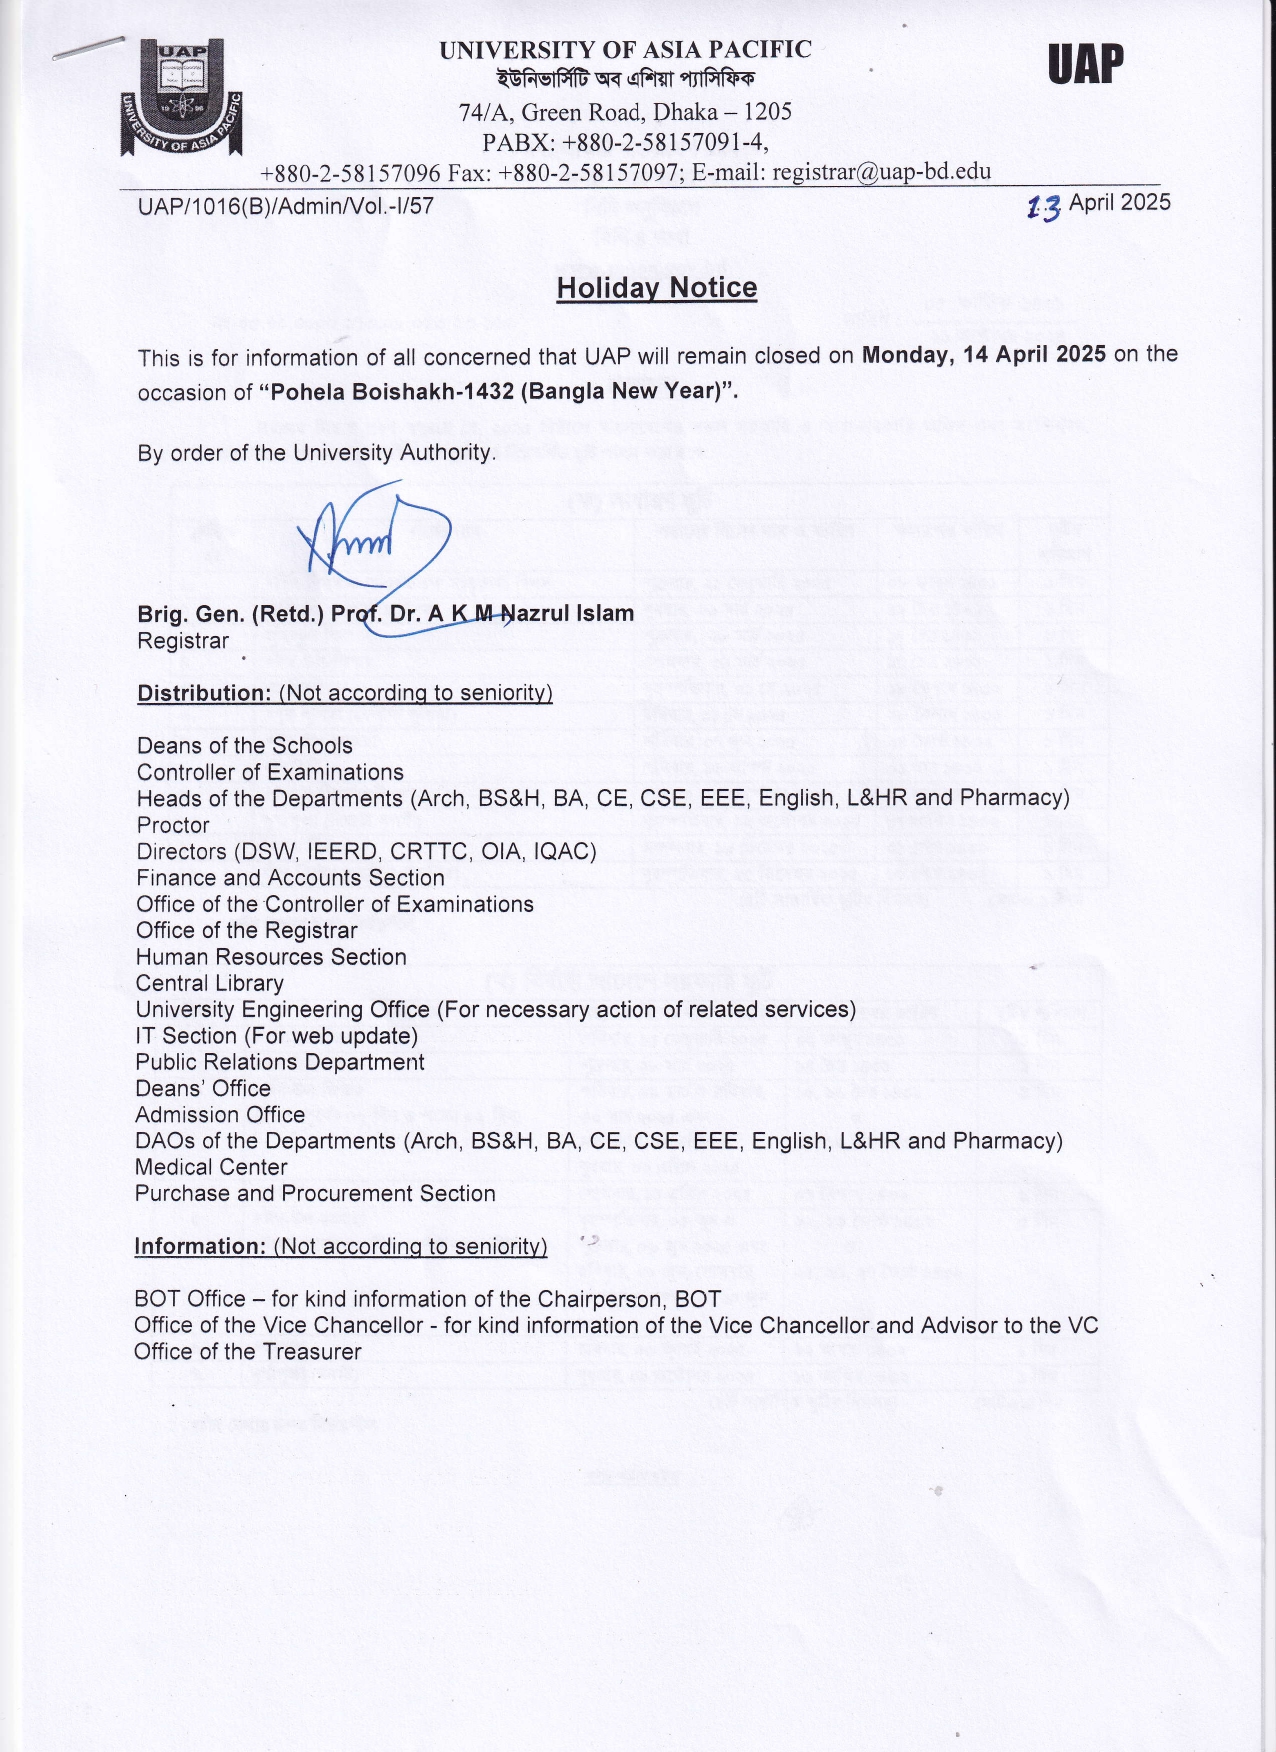 UAP
UNIVERSITY OF ASIA PACIFIC
UNIVERSITY OF ASIA PACIFIC
ইউনিভার্সিটি অব এশিয়া প্যাসিফিক
74/A, Green Road, Dhaka – 1205
PABX: +880-2-58157091-4,
+880-2-58157096 Fax: +880-2-58157097; E-mail: registrar@uap-bd.edu
UAP
UAP/1016(B)/Admin/Vol.-I/57
13 April 2025
Holiday Notice
This is for information of all concerned that UAP will remain closed on Monday, 14 April 2025 on the
occasion of “Pohela Boishakh-1432 (Bangla New Year)”.
By order of the University Authority.
Brig. Gen. (Retd.) Prof. Dr. A K M Nazrul Islam
Registrar
Distribution: (Not according to seniority)
Deans of the Schools
Controller of Examinations
Heads of the Departments (Arch, BS&H, BA, CE, CSE, EEE, English, L&HR and Pharmacy)
Proctor
Directors (DSW, IEERD, CRTTC, OIA, IQAC)
Finance and Accounts Section
Office of the Controller of Examinations
Office of the Registrar
Human Resources Section
Central Library
University Engineering Office (For necessary action of related services)
IT Section (For web update)
Public Relations Department
Deans’ Office
Admission Office
DAOs of the Departments (Arch, BS&H, BA, CE, CSE, EEE, English, L&HR and Pharmacy)
Medical Center
Purchase and Procurement Section
Information: (Not according to seniority)
BOT Office – for kind information of the Chairperson, BOT
Office of the Vice Chancellor - for kind information of the Vice Chancellor and Advisor to the VC
Office of the Treasurer